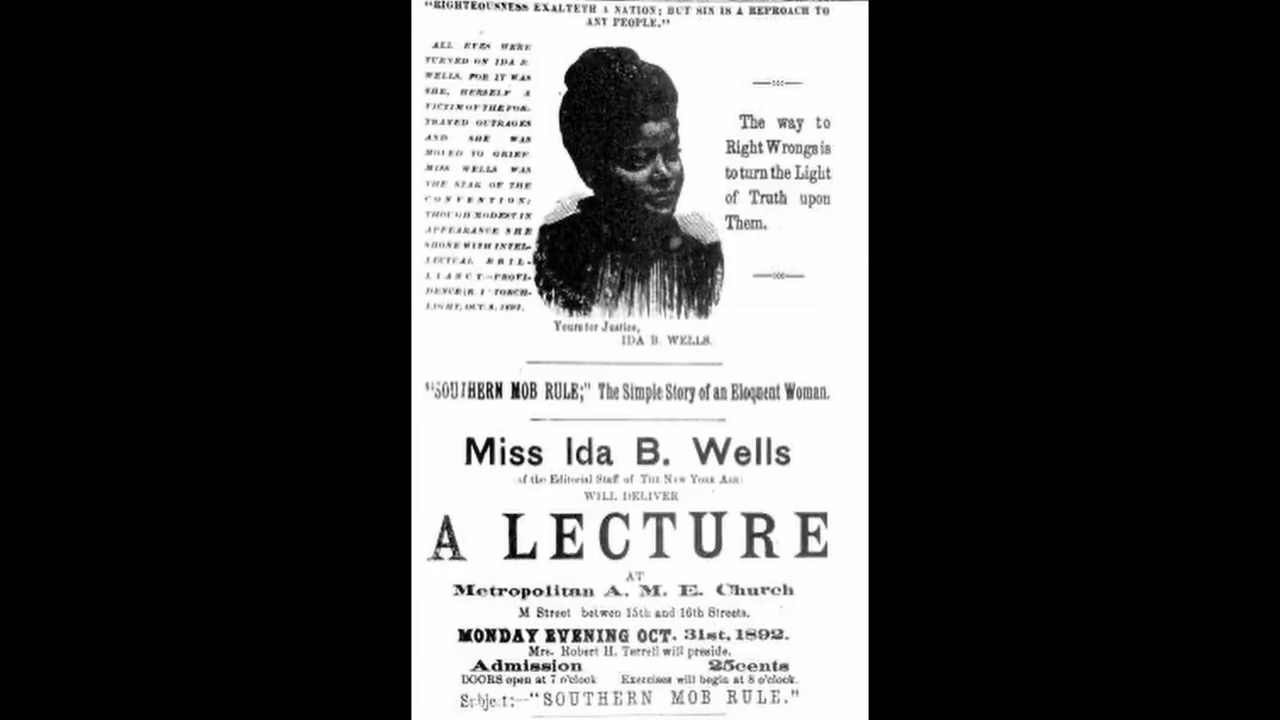 "RIGHTEOUSNESS EXALTETH A NATION; BUT SIN IS A REPROACH TO
ANY PEOPLE."
ALL EYES WERE
TURNED ON IDA B.
WELLS, FOR IT WAS
SHE, HERSELF A
VICTIM OF THE POR-
TRAYED OUTRAGES
AND SHE WAS
MOVED TO GRIEF.
MISS WELLS WAS
THE STAR OF THE
CONVENTION;
THOUGH MODEST IN
APPEARANCE SHE
SHONE WITH INTEL-
LECTUAL BRIL-
LIANCY.—PROVI-
DENCE (R. I.) TORCH-
LIGHT, OCT. 8, 1892.
The way to
Right Wrongs is
to turn the Light
of Truth upon
Them.
Yours for Justice,
IDA B. WELLS.
"SOUTHERN MOB RULE;" The Simple Story of an Eloquent Woman.
Miss Ida B. Wells
(of the Editorial Staff of THE NEW YORK AGE)
WILL DELIVER
A LECTURE
AT
Metropolitan A. M. E. Church
M Street betwen 15th and 16th Streets.
MONDAY EVENING OCT. 31st, 1892.
Mrs. Robert H. Terrell will preside.
Admission 25cents
DOORS open at 7 o'clock Exercises will begin at 8 o'clock.
Subject:—"SOUTHERN MOB RULE."